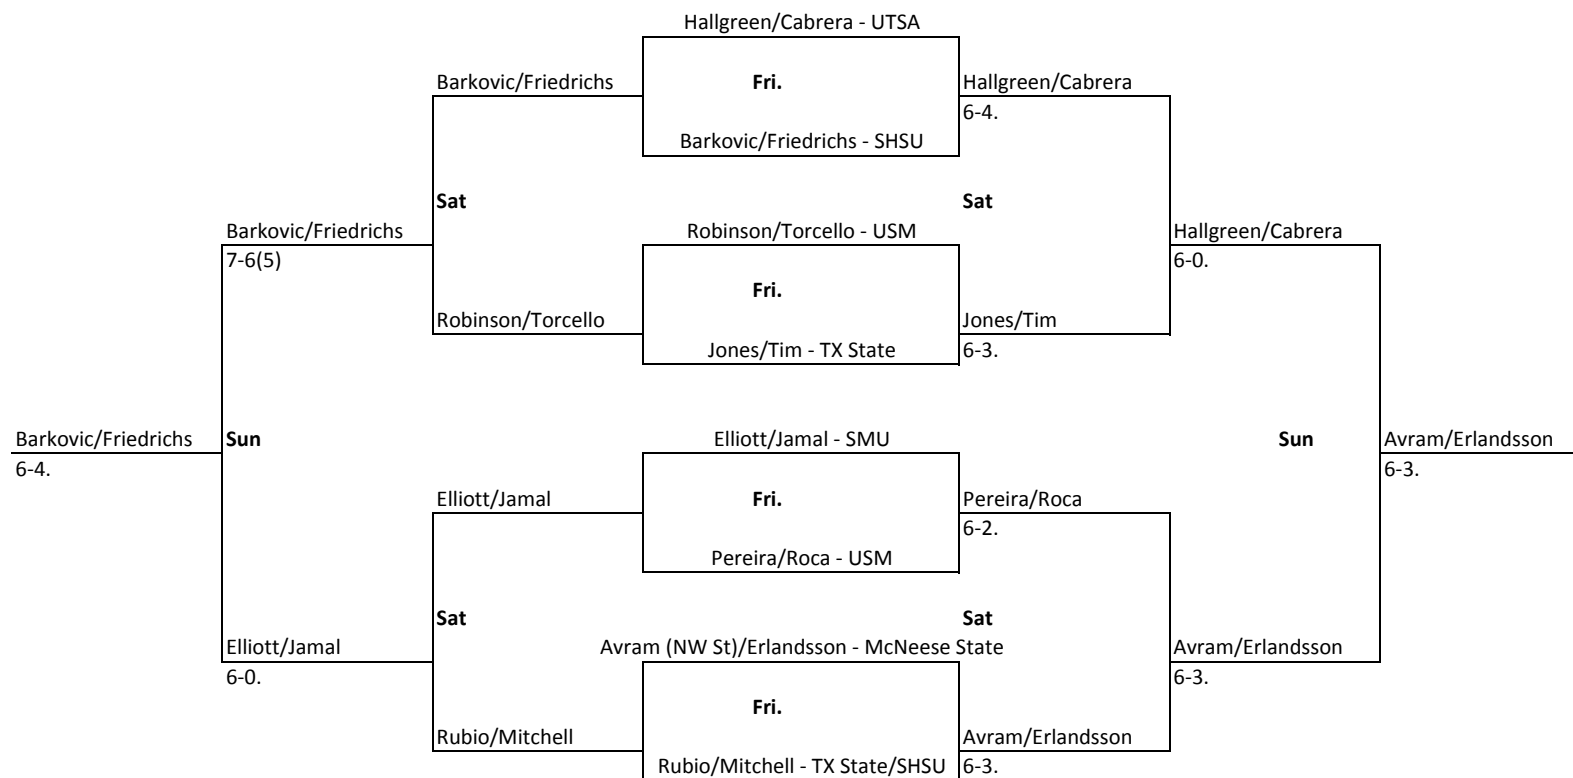 Hallgreen/Cabrera - UTSA
Barkovic/Friedrichs
Fri.
Hallgreen/Cabrera
6-4.
Barkovic/Friedrichs - SHSU
Sat
Sat
Barkovic/Friedrichs
Robinson/Torcello - USM
Hallgreen/Cabrera
7-6(5)
6-0.
Fri.
Robinson/Torcello
Jones/Tim
Jones/Tim - TX State
6-3.
Barkovic/Friedrichs
Sun
Elliott/Jamal - SMU
Sun
Avram/Erlandsson
6-4.
6-3.
Elliott/Jamal
Fri.
Pereira/Roca
6-2.
Pereira/Roca - USM
Sat
Sat
Elliott/Jamal
Avram (NW St)/Erlandsson - McNeese State
Avram/Erlandsson
6-0.
6-3.
Fri.
Rubio/Mitchell
Avram/Erlandsson
Rubio/Mitchell - TX State/SHSU
6-3.